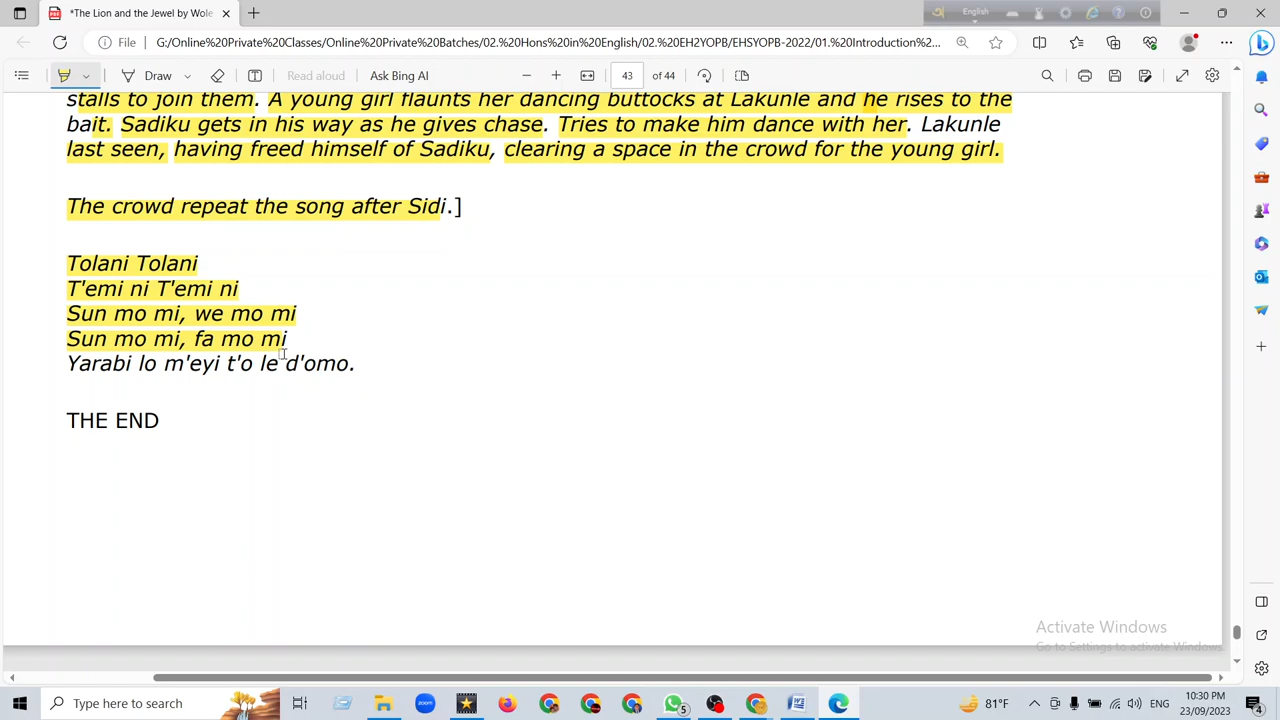 *The Lion and the Jewel by Wole
File
G:/Online%20Private%20Classes/Online%20Private%20Batches/02.%20Hons%20in%20English/02.%20EH2YOPB/EHSYOPB-2022/01.%20Introduction%2...
Draw
Read aloud
Ask Bing AI
43 of 44
stalls to join them. A young girl flaunts her dancing buttocks at Lakunle and he rises to the
bait. Sadiku gets in his way as he gives chase. Tries to make him dance with her. Lakunle
last seen, having freed himself of Sadiku, clearing a space in the crowd for the young girl.
The crowd repeat the song after Sidi.]
Tolani Tolani
T'emi ni T'emi ni
Sun mo mi, we mo mi
Sun mo mi, fa mo mi
Yarabi lo m'eyi t'o le d'omo.
THE END
Activate Windows
Go to Settings to activate Windows.
Type here to search
zoom
5
81°F
ENG
10:30 PM
23/09/2023
4